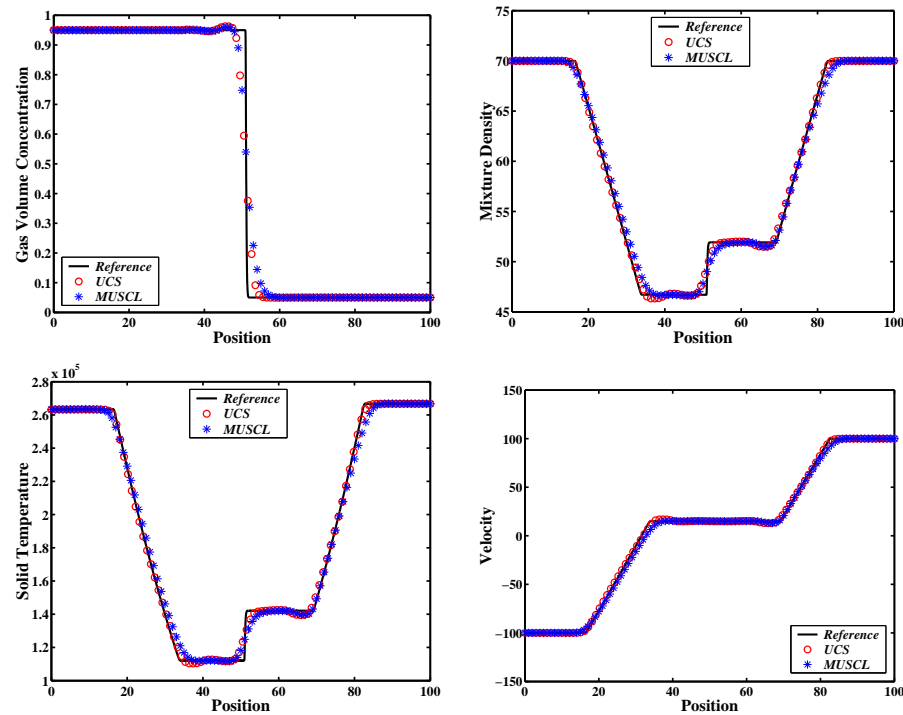 1
0.9
0.8
0.7
0.6
0.5
0.4
0.3
0.2
0.1
0
0 20 40 60 80 100
Gas Volume Concentration
Position
Reference
UCS
MUSCL
70
65
60
55
50
45
0 20 40 60 80 100
Mixture Density
Position
Reference
UCS
MUSCL
x 10^5
2.8
2.6
2.4
2.2
2
1.8
1.6
1.4
1.2
1
0 20 40 60 80 100
Solid Temperature
Position
Reference
UCS
MUSCL
150
100
50
0
−50
−100
−150
0 20 40 60 80 100
Velocity
Position
Reference
UCS
MUSCL